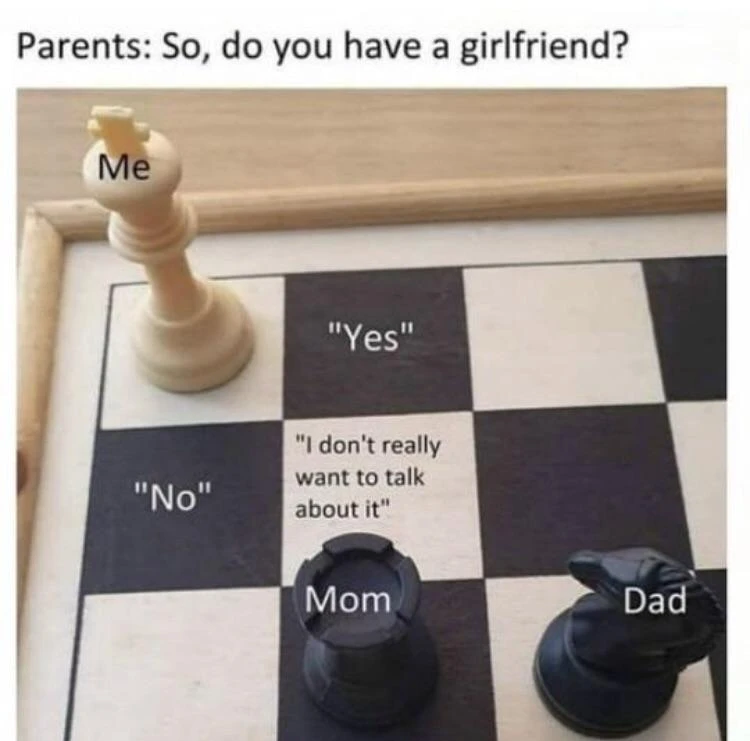 Parents: So, do you have a girlfriend?
Me
"Yes"
"I don't really
want to talk
about it"
"No"
Mom
Dad